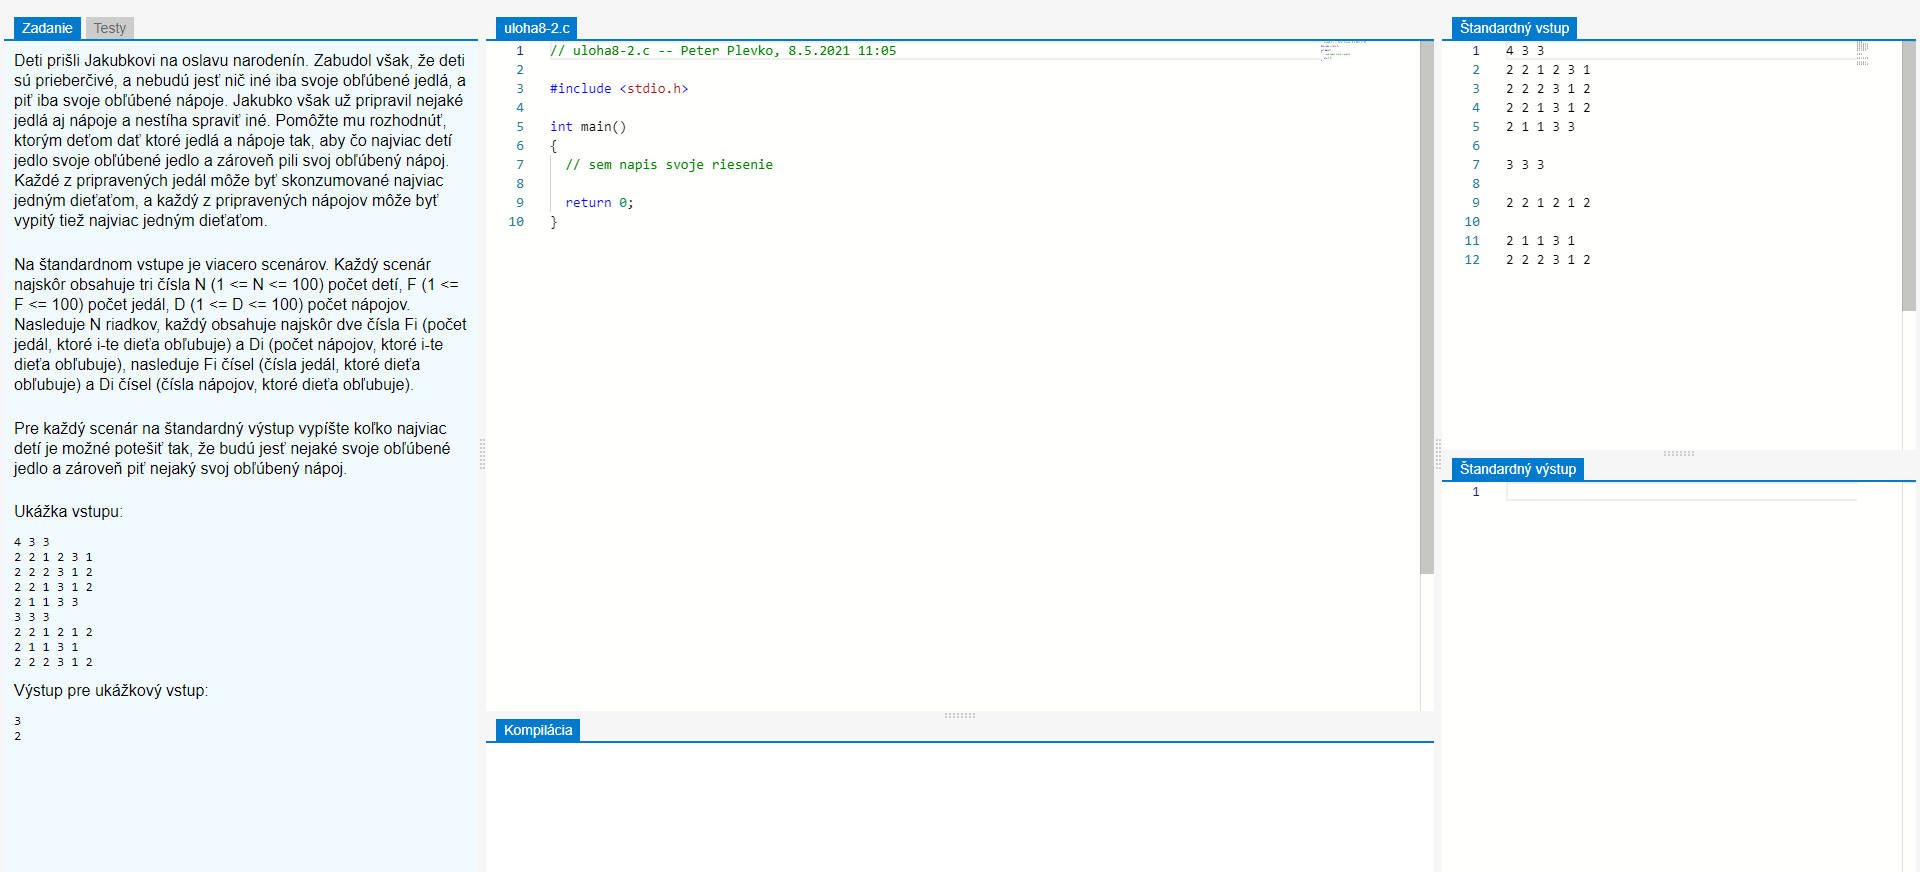 Zadanie
Testy
Deti prišli Jakubkovi na oslavu narodenín. Zabudol však, že deti
sú prieberčivé, a nebudú jesť nič iné iba svoje obľúbené jedlá, a
piť iba svoje obľúbené nápoje. Jakubko však už pripravil nejaké
jedlá aj nápoje a nestíha spraviť iné. Pomôžte mu rozhodnúť,
ktorým deťom dať ktoré jedlá a nápoje tak, aby čo najviac detí
jedlo svoje obľúbené jedlo a zároveň pili svoj obľúbený nápoj.
Každé z pripravených jedál môže byť skonzumované najviac
jedným dieťaťom, a každý z pripravených nápojov môže byť
vypitý tiež najviac jedným dieťaťom.
Na štandardnom vstupe je viacero scenárov. Každý scenár
najskôr obsahuje tri čísla N (1 <= N <= 100) počet detí, F (1 <=
F <= 100) počet jedál, D (1 <= D <= 100) počet nápojov.
Nasleduje N riadkov, každý obsahuje najskôr dve čísla Fi (počet
jedál, ktoré i-te dieťa obľubuje) a Di (počet nápojov, ktoré i-te
dieťa obľubuje), nasleduje Fi čísel (čísla jedál, ktoré dieťa
obľubuje) a Di čísel (čísla nápojov, ktoré dieťa obľubuje).
Pre každý scenár na štandardný výstup vypíšte koľko najviac
detí je možné potešiť tak, že budú jesť nejaké svoje obľúbené
jedlo a zároveň piť nejaký svoj obľúbený nápoj.
Ukážka vstupu:
4 3 3
2 2 1 2 3 1
2 2 2 3 1 2
2 2 1 3 1 2
2 1 1 3 3
3 3 3
2 2 1 2 1 2
2 1 1 3 1
2 2 2 3 1 2
Výstup pre ukážkový vstup:
3
2
uloha8-2.c
1 // uloha8-2.c -- Peter Plevko, 8.5.2021 11:05
2
3 #include <stdio.h>
4
5 int main()
6 {
7 // sem napis svoje riesenie
8
9 return 0;
10 }
Kompilácia
Štandardný vstup
1 4 3 3
2 2 2 1 2 3 1
3 2 2 2 3 1 2
4 2 2 1 3 1 2
5 2 1 1 3 3
6
7 3 3 3
8
9 2 2 1 2 1 2
10
11 2 1 1 3 1
12 2 2 2 3 1 2
Štandardný výstup
1